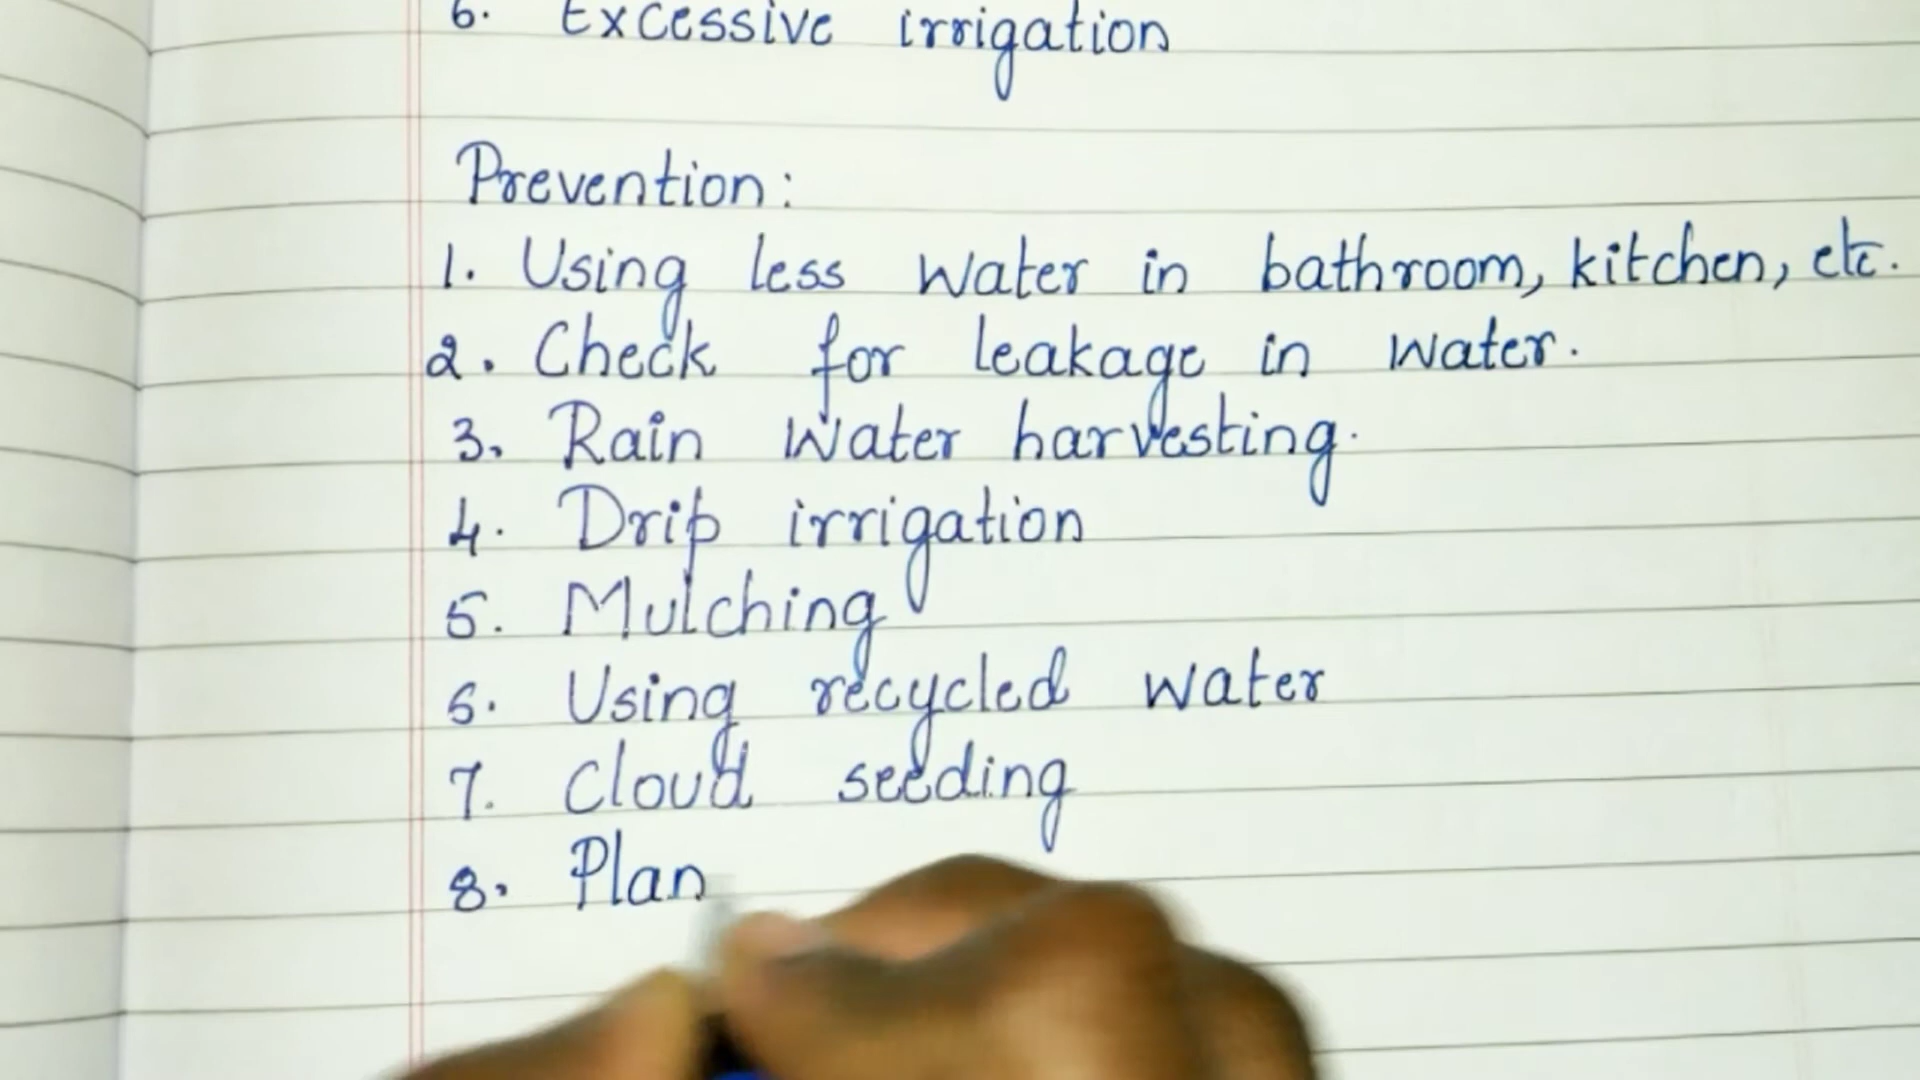 6. Excessive irrigation
Prevention:
1. Using less water in bathroom, kitchen, etc.
2. Check for leakage in water.
3. Rain water harvesting.
4. Drip irrigation
5. Mulching
6. Using recycled water
7. Cloud seeding
8. Plan